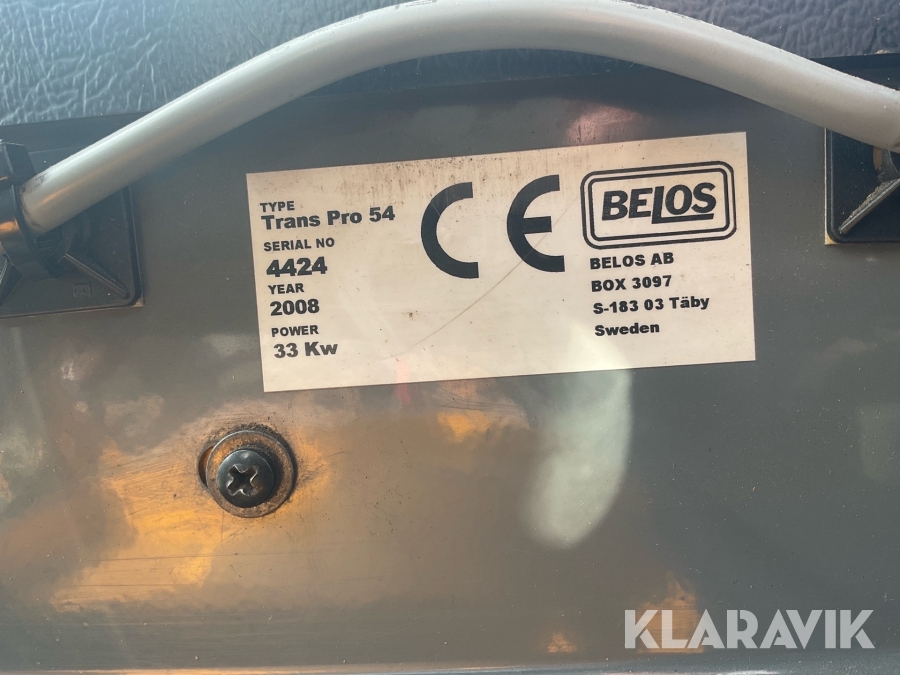 TYPE
Trans Pro 54
SERIAL NO
4424
YEAR
2008
POWER
33 Kw
CE
BELOS
BELOS AB
BOX 3097
S-183 03 Täby
Sweden
KLARAVIK